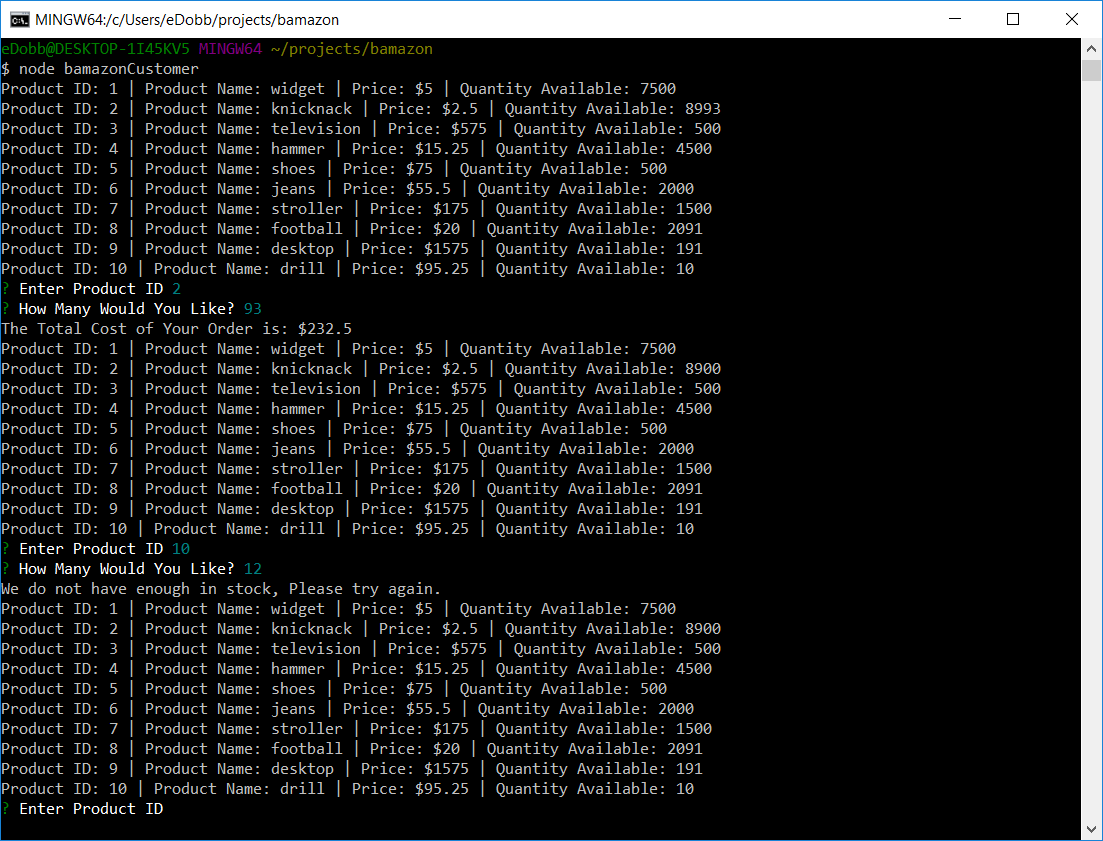 MINGW64:/c/Users/eDobb/projects/bamazon
eDobb@DESKTOP-1I45KV5 MINGW64 ~/projects/bamazon
$ node bamazonCustomer
Product ID: 1 | Product Name: widget | Price: $5 | Quantity Available: 7500
Product ID: 2 | Product Name: knicknack | Price: $2.5 | Quantity Available: 8993
Product ID: 3 | Product Name: television | Price: $575 | Quantity Available: 500
Product ID: 4 | Product Name: hammer | Price: $15.25 | Quantity Available: 4500
Product ID: 5 | Product Name: shoes | Price: $75 | Quantity Available: 500
Product ID: 6 | Product Name: jeans | Price: $55.5 | Quantity Available: 2000
Product ID: 7 | Product Name: stroller | Price: $175 | Quantity Available: 1500
Product ID: 8 | Product Name: football | Price: $20 | Quantity Available: 2091
Product ID: 9 | Product Name: desktop | Price: $1575 | Quantity Available: 191
Product ID: 10 | Product Name: drill | Price: $95.25 | Quantity Available: 10
? Enter Product ID 2
? How Many Would You Like? 93
The Total Cost of Your Order is: $232.5
Product ID: 1 | Product Name: widget | Price: $5 | Quantity Available: 7500
Product ID: 2 | Product Name: knicknack | Price: $2.5 | Quantity Available: 8900
Product ID: 3 | Product Name: television | Price: $575 | Quantity Available: 500
Product ID: 4 | Product Name: hammer | Price: $15.25 | Quantity Available: 4500
Product ID: 5 | Product Name: shoes | Price: $75 | Quantity Available: 500
Product ID: 6 | Product Name: jeans | Price: $55.5 | Quantity Available: 2000
Product ID: 7 | Product Name: stroller | Price: $175 | Quantity Available: 1500
Product ID: 8 | Product Name: football | Price: $20 | Quantity Available: 2091
Product ID: 9 | Product Name: desktop | Price: $1575 | Quantity Available: 191
Product ID: 10 | Product Name: drill | Price: $95.25 | Quantity Available: 10
? Enter Product ID 10
? How Many Would You Like? 12
We do not have enough in stock, Please try again.
Product ID: 1 | Product Name: widget | Price: $5 | Quantity Available: 7500
Product ID: 2 | Product Name: knicknack | Price: $2.5 | Quantity Available: 8900
Product ID: 3 | Product Name: television | Price: $575 | Quantity Available: 500
Product ID: 4 | Product Name: hammer | Price: $15.25 | Quantity Available: 4500
Product ID: 5 | Product Name: shoes | Price: $75 | Quantity Available: 500
Product ID: 6 | Product Name: jeans | Price: $55.5 | Quantity Available: 2000
Product ID: 7 | Product Name: stroller | Price: $175 | Quantity Available: 1500
Product ID: 8 | Product Name: football | Price: $20 | Quantity Available: 2091
Product ID: 9 | Product Name: desktop | Price: $1575 | Quantity Available: 191
Product ID: 10 | Product Name: drill | Price: $95.25 | Quantity Available: 10
? Enter Product ID